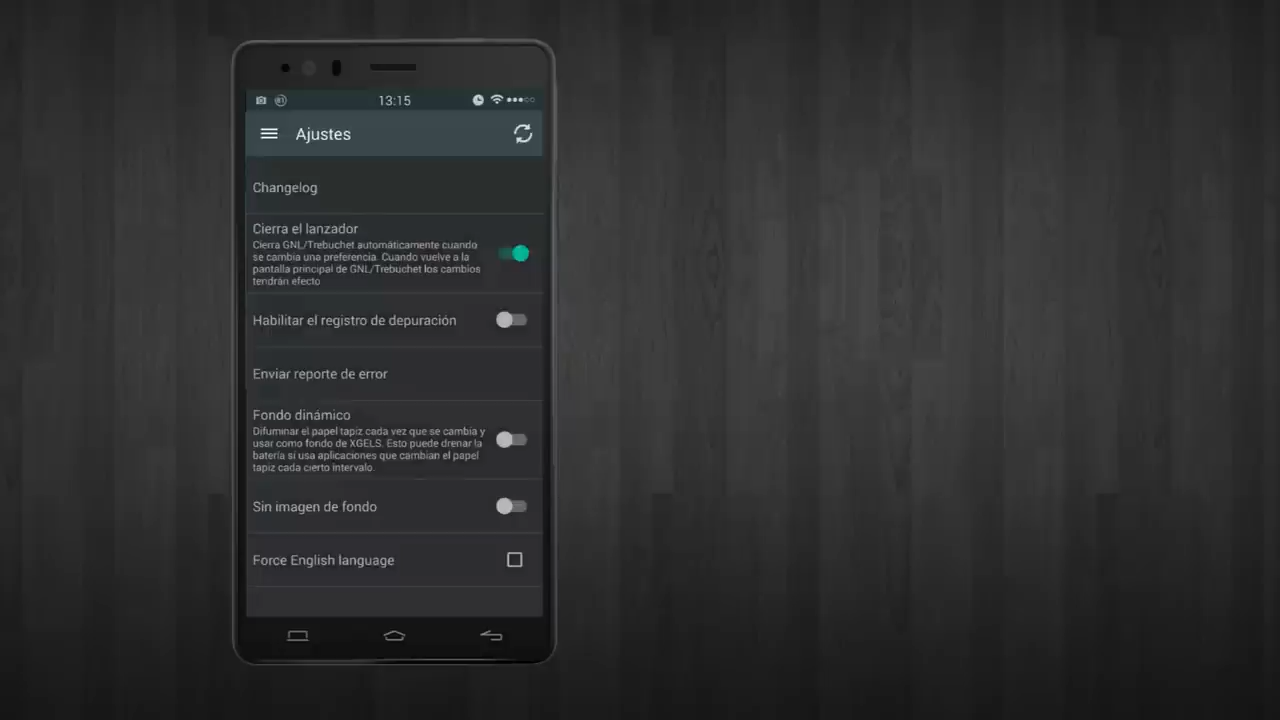 13:15
Ajustes
Changelog
Cierra el lanzador
Cierra GNL/Trebuchet automáticamente cuando
se cambia una preferencia. Cuando vuelve a la
pantalla principal de GNL/Trebuchet los cambios
tendrán efecto
Habilitar el registro de depuración
Enviar reporte de error
Fondo dinámico
Difuminar el papel tapiz cada vez que se cambia y
usar como fondo de XGELS. Esto puede drenar la
batería si usa aplicaciones que cambian el papel
tapiz cada cierto intervalo.
Sin imagen de fondo
Force English language